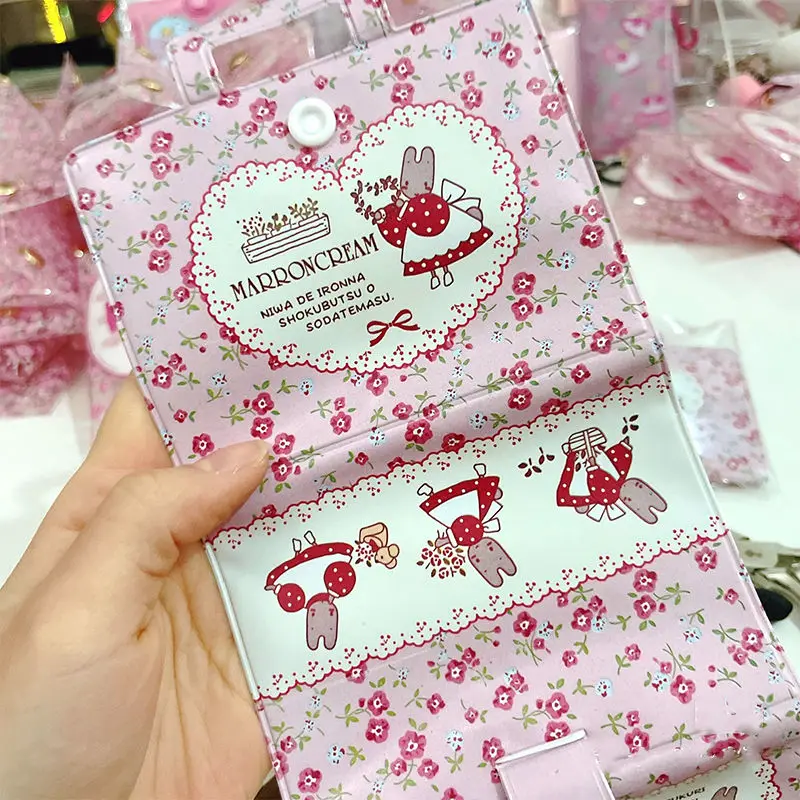 MARRONCREAM
NIWA DE IRONNA
SHOKUBUTSU O
SODATEMASU.